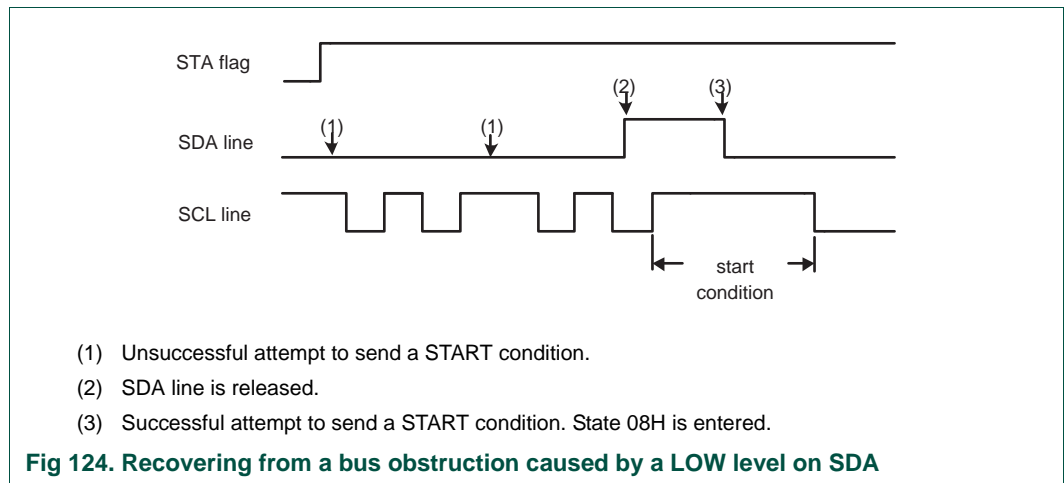 STA flag
(2) (3)
(1) (1)
SDA line
SCL line
start
condition
(1) Unsuccessful attempt to send a START condition.
(2) SDA line is released.
(3) Successful attempt to send a START condition. State 08H is entered.
Fig 124. Recovering from a bus obstruction caused by a LOW level on SDA